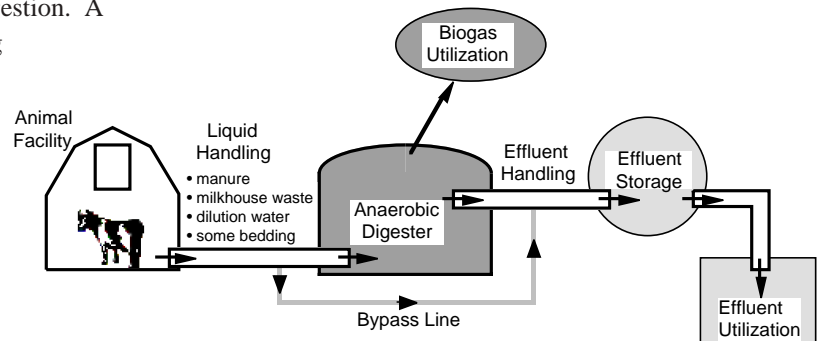 estion. A
g
Biogas
Utilization
Animal
Facility
Liquid
Handling
• manure
• milkhouse waste
• dilution water
• some bedding
Anaerobic
Digester
Effluent
Handling
Effluent
Storage
Bypass Line
Effluent
Utilization